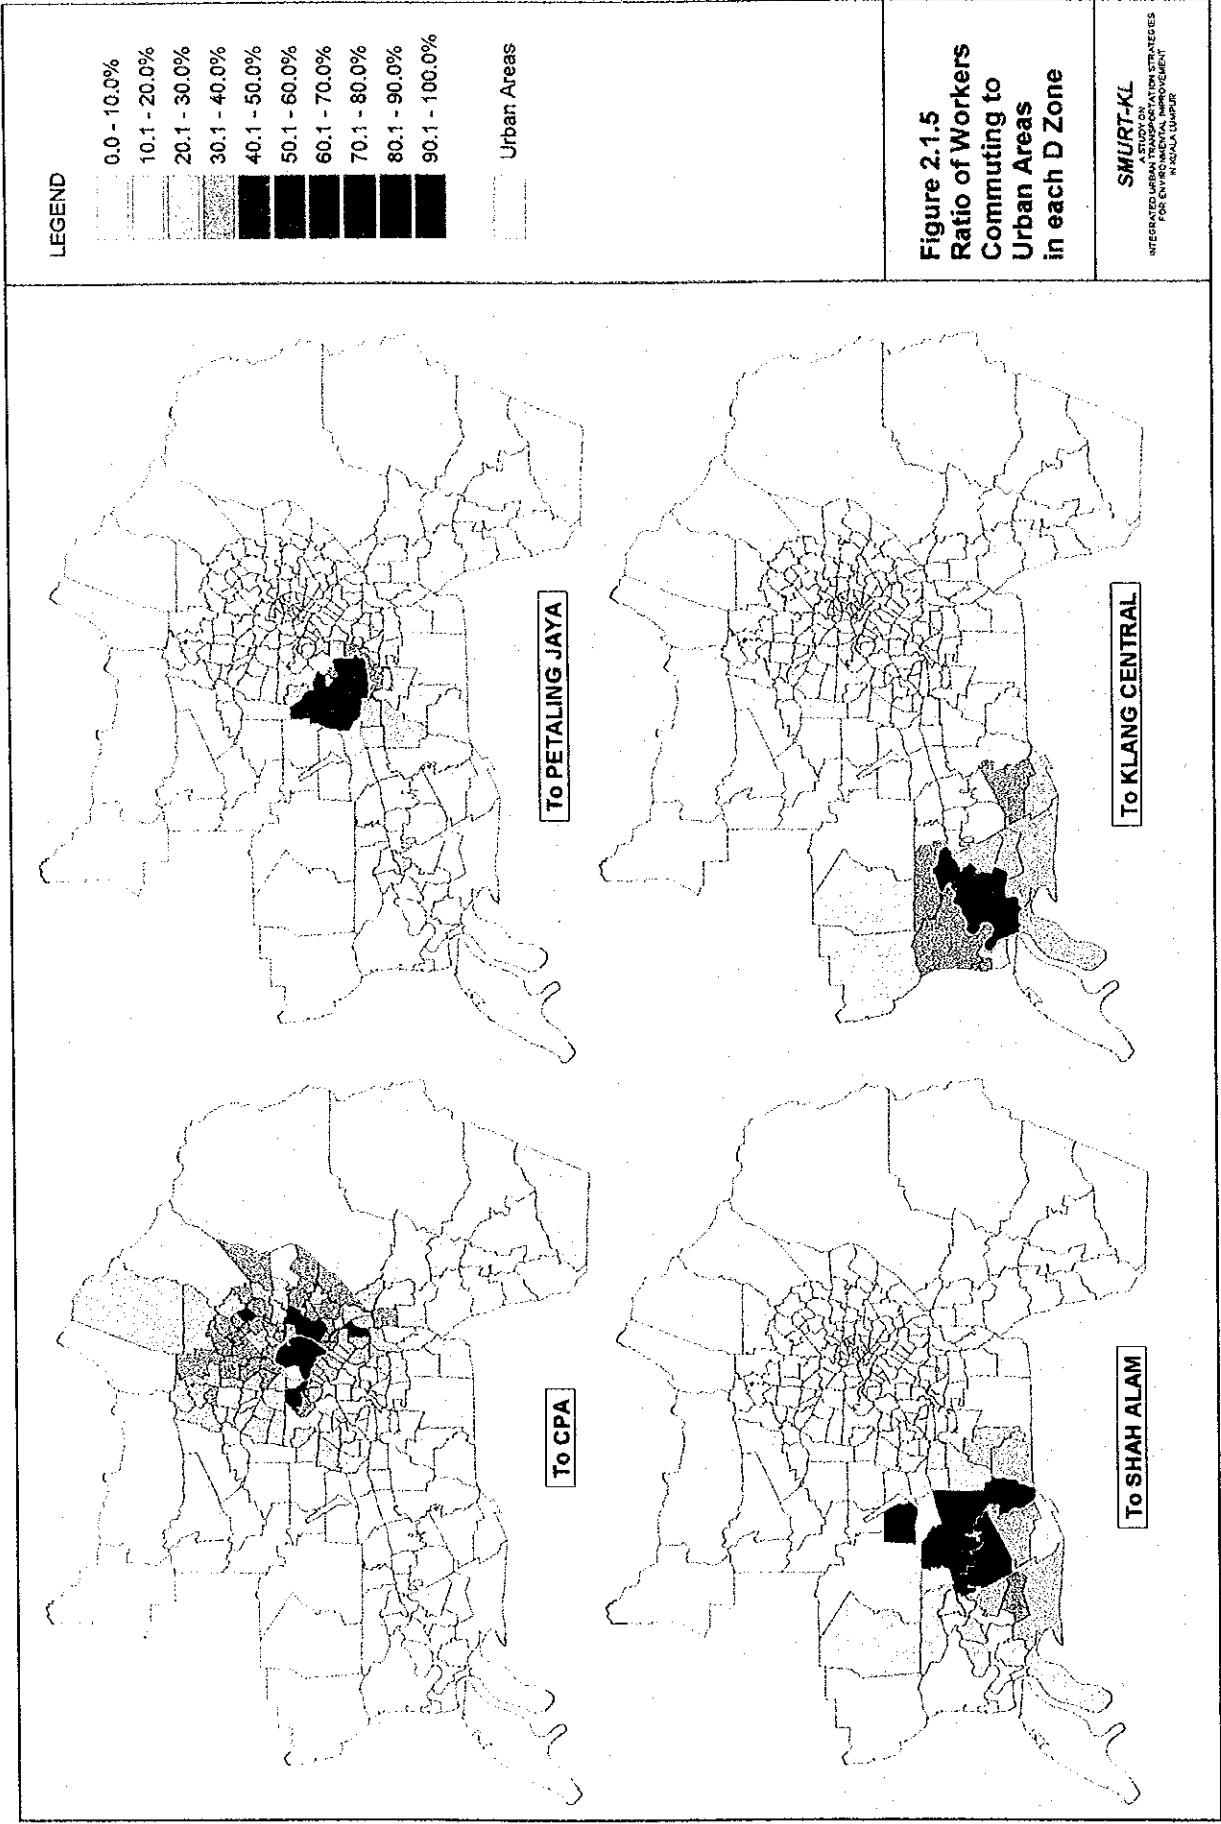 LEGEND
0.0 - 10.0%
10.1 - 20.0%
20.1 - 30.0%
30.1 - 40.0%
40.1 - 50.0%
50.1 - 60.0%
60.1 - 70.0%
70.1 - 80.0%
80.1 - 90.0%
90.1 - 100.0%
Urban Areas
To CPA
To PETALING JAYA
To SHAH ALAM
To KLANG CENTRAL
Figure 2.1.5
Ratio of Workers
Commuting to
Urban Areas
in each D Zone
SMURT-KL
A STUDY ON
INTEGRATED URBAN TRANSPORTATION STRATEGIES
FOR ENVIRONMENTAL IMPROVEMENT
IN KUALA LUMPUR